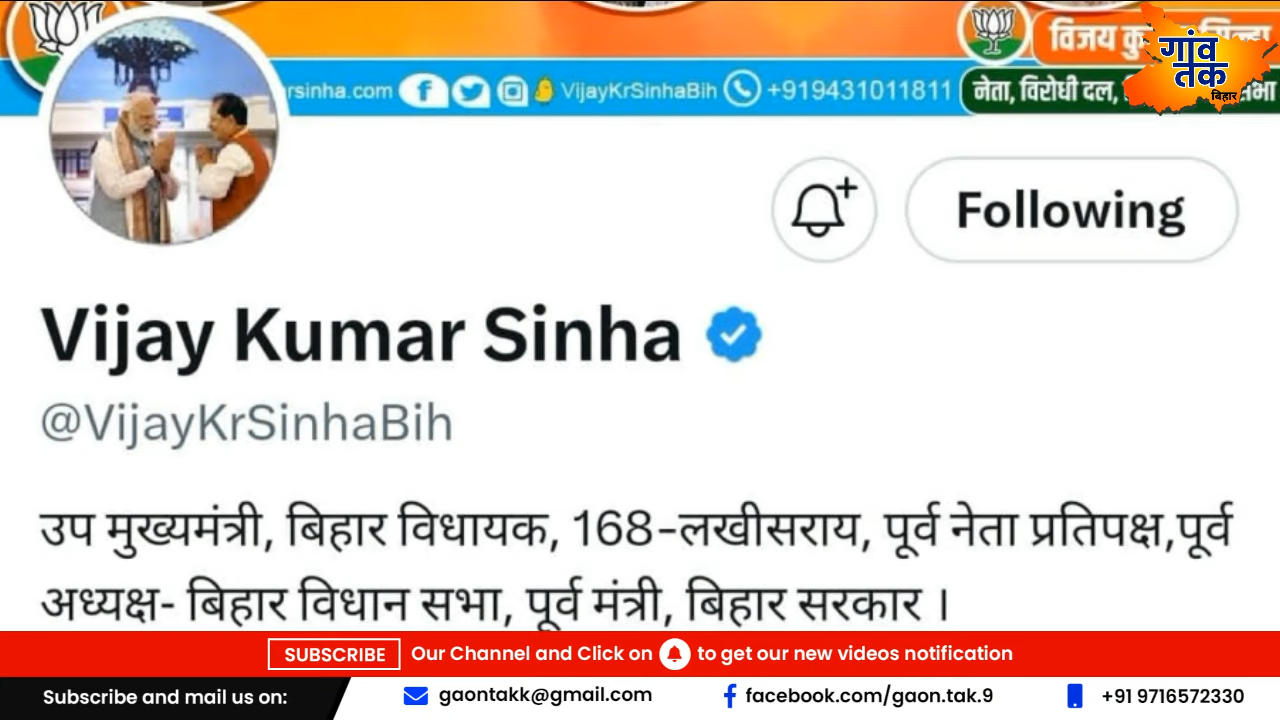 विजय
गांव
तक
बिहार
rsinha.com VijayKrSinhaBih +919431011811
नेता, विरोधी दल,
Following
Vijay Kumar Sinha
@VijayKrSinhaBih
उप मुख्यमंत्री, बिहार विधायक, 168-लखीसराय, पूर्व नेता प्रतिपक्ष,पूर्व
अध्यक्ष- बिहार विधान सभा, पूर्व मंत्री, बिहार सरकार ।
SUBSCRIBE Our Channel and Click on to get our new videos notification
Subscribe and mail us on: gaontakk@gmail.com facebook.com/gaon.tak.9 +91 9716572330